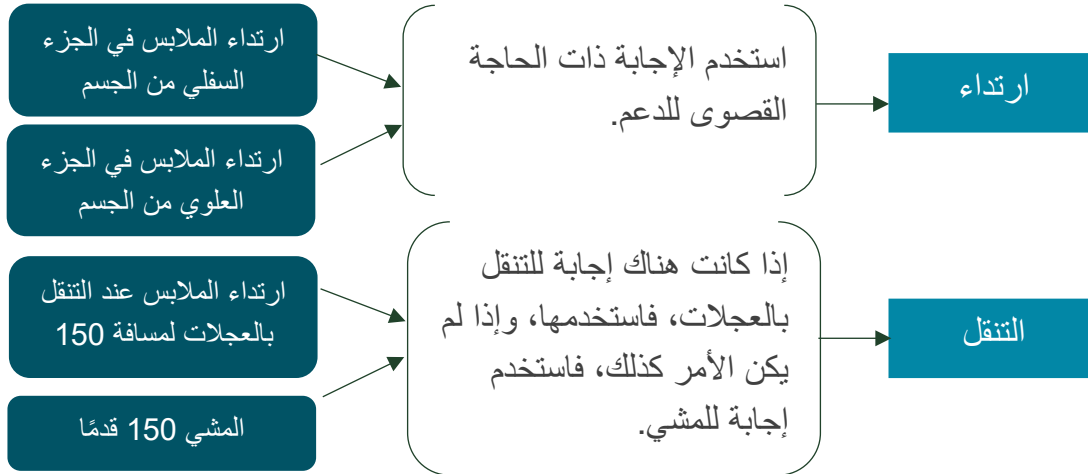 ارتداء الملابس في الجزء
السفلي من الجسم
ارتداء الملابس في الجزء
العلوي من الجسم
استخدم الإجابة ذات الحاجة
القصوى للدعم.
ارتداء
ارتداء الملابس عند التنقل
بالعجلات لمسافة 150
المشي 150 قدمًا
إذا كانت هناك إجابة للتنقل
بالعجلات، فاستخدمها، وإذا لم
يكن الأمر كذلك، فاستخدم
إجابة للمشي.
التنقل